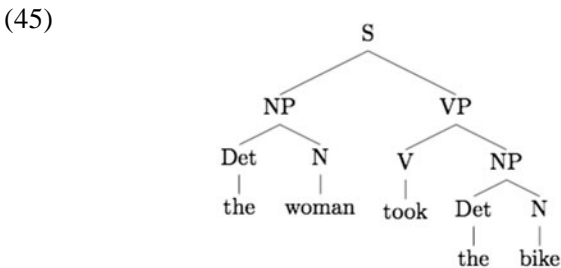 (45)
S
NP VP
Det N V NP
the woman took Det N
the bike